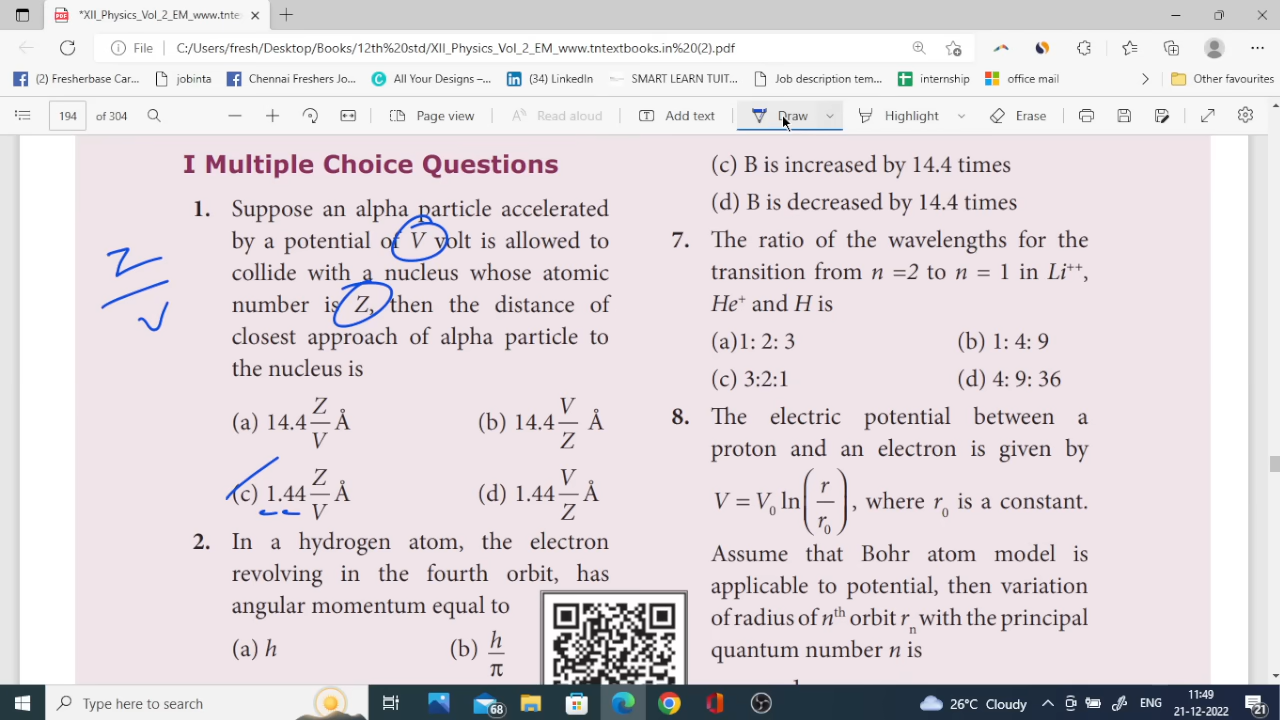 *XII_Physics_Vol_2_EM_www.tnte
File
C:/Users/fresh/Desktop/Books/12th%20std/XII_Physics_Vol_2_EM_www.tntextbooks.in%20(2).pdf
(2) Fresherbase Car...
jobinta
Chennai Freshers Jo...
All Your Designs –...
(34) LinkedIn
SMART LEARN TUIT...
Job description tem...
internship
office mail
Other favourites
194 of 304
Page view
Read aloud
Add text
Draw
Highlight
Erase
I Multiple Choice Questions
1. Suppose an alpha particle accelerated
by a potential of V volt is allowed to
collide with a nucleus whose atomic
number is Z, then the distance of
closest approach of alpha particle to
the nucleus is
(a) 14.4 Z/V Å
(b) 14.4 V/Z Å
(c) 1.44 Z/V Å
(d) 1.44 V/Z Å
Z/V
2. In a hydrogen atom, the electron
revolving in the fourth orbit, has
angular momentum equal to
(a) h
(b) h/π
(c) B is increased by 14.4 times
(d) B is decreased by 14.4 times
7. The ratio of the wavelengths for the
transition from n =2 to n = 1 in Li⁺⁺,
He⁺ and H is
(a)1: 2: 3
(b) 1: 4: 9
(c) 3:2:1
(d) 4: 9: 36
8. The electric potential between a
proton and an electron is given by
V = V₀ ln(r/r₀), where r₀ is a constant.
Assume that Bohr atom model is
applicable to potential, then variation
of radius of nᵗʰ orbit rₙ with the principal
quantum number n is
Type here to search
68
26°C Cloudy
ENG
11:49
21-12-2022
21